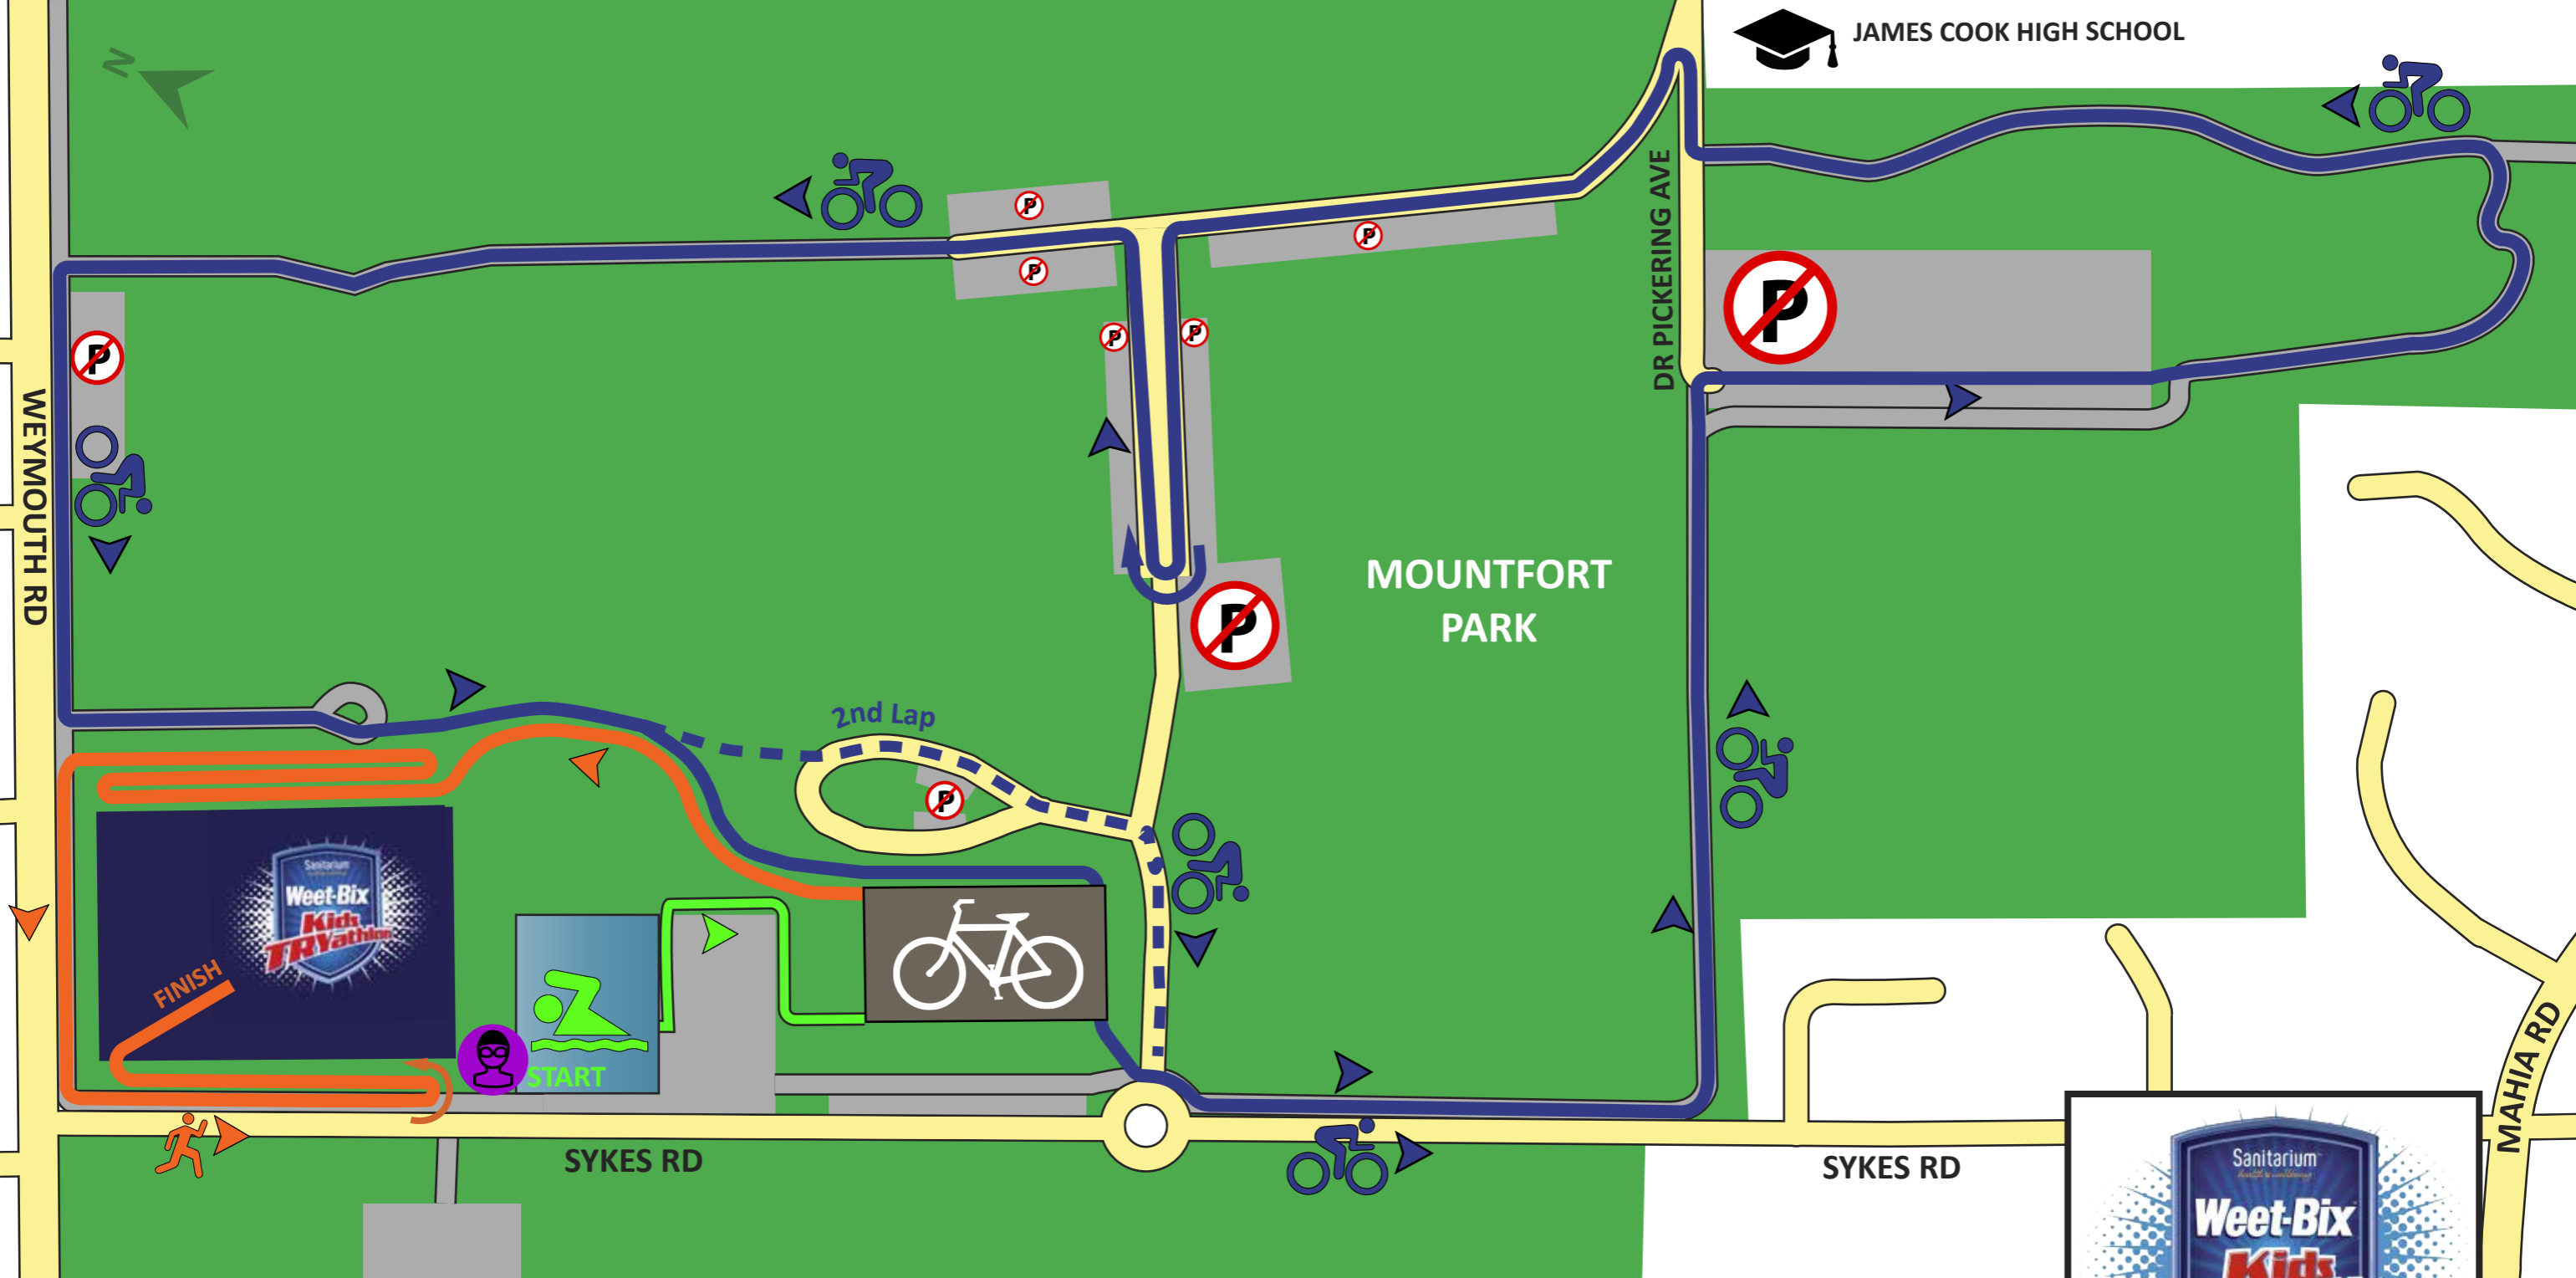 N
JAMES COOK HIGH SCHOOL
P
P
P
DR PICKERING AVE
P
P
P
P
WEYMOUTH RD
MOUNTFORT
PARK
P
2nd Lap
P
Sanitarium
Weet-Bix
Kids
TRYathlon
FINISH
START
SYKES RD
SYKES RD
MAHIA RD
Sanitarium
Weet-Bix
Kids